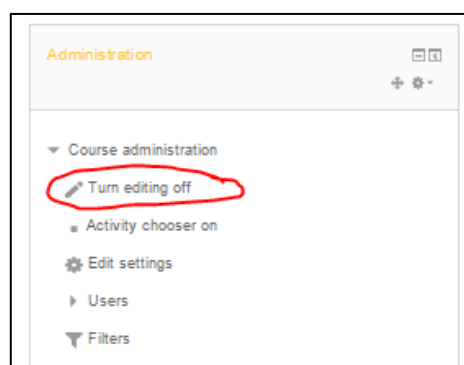 Administration
Course administration
Turn editing off
Activity chooser on
Edit settings
Users
Filters